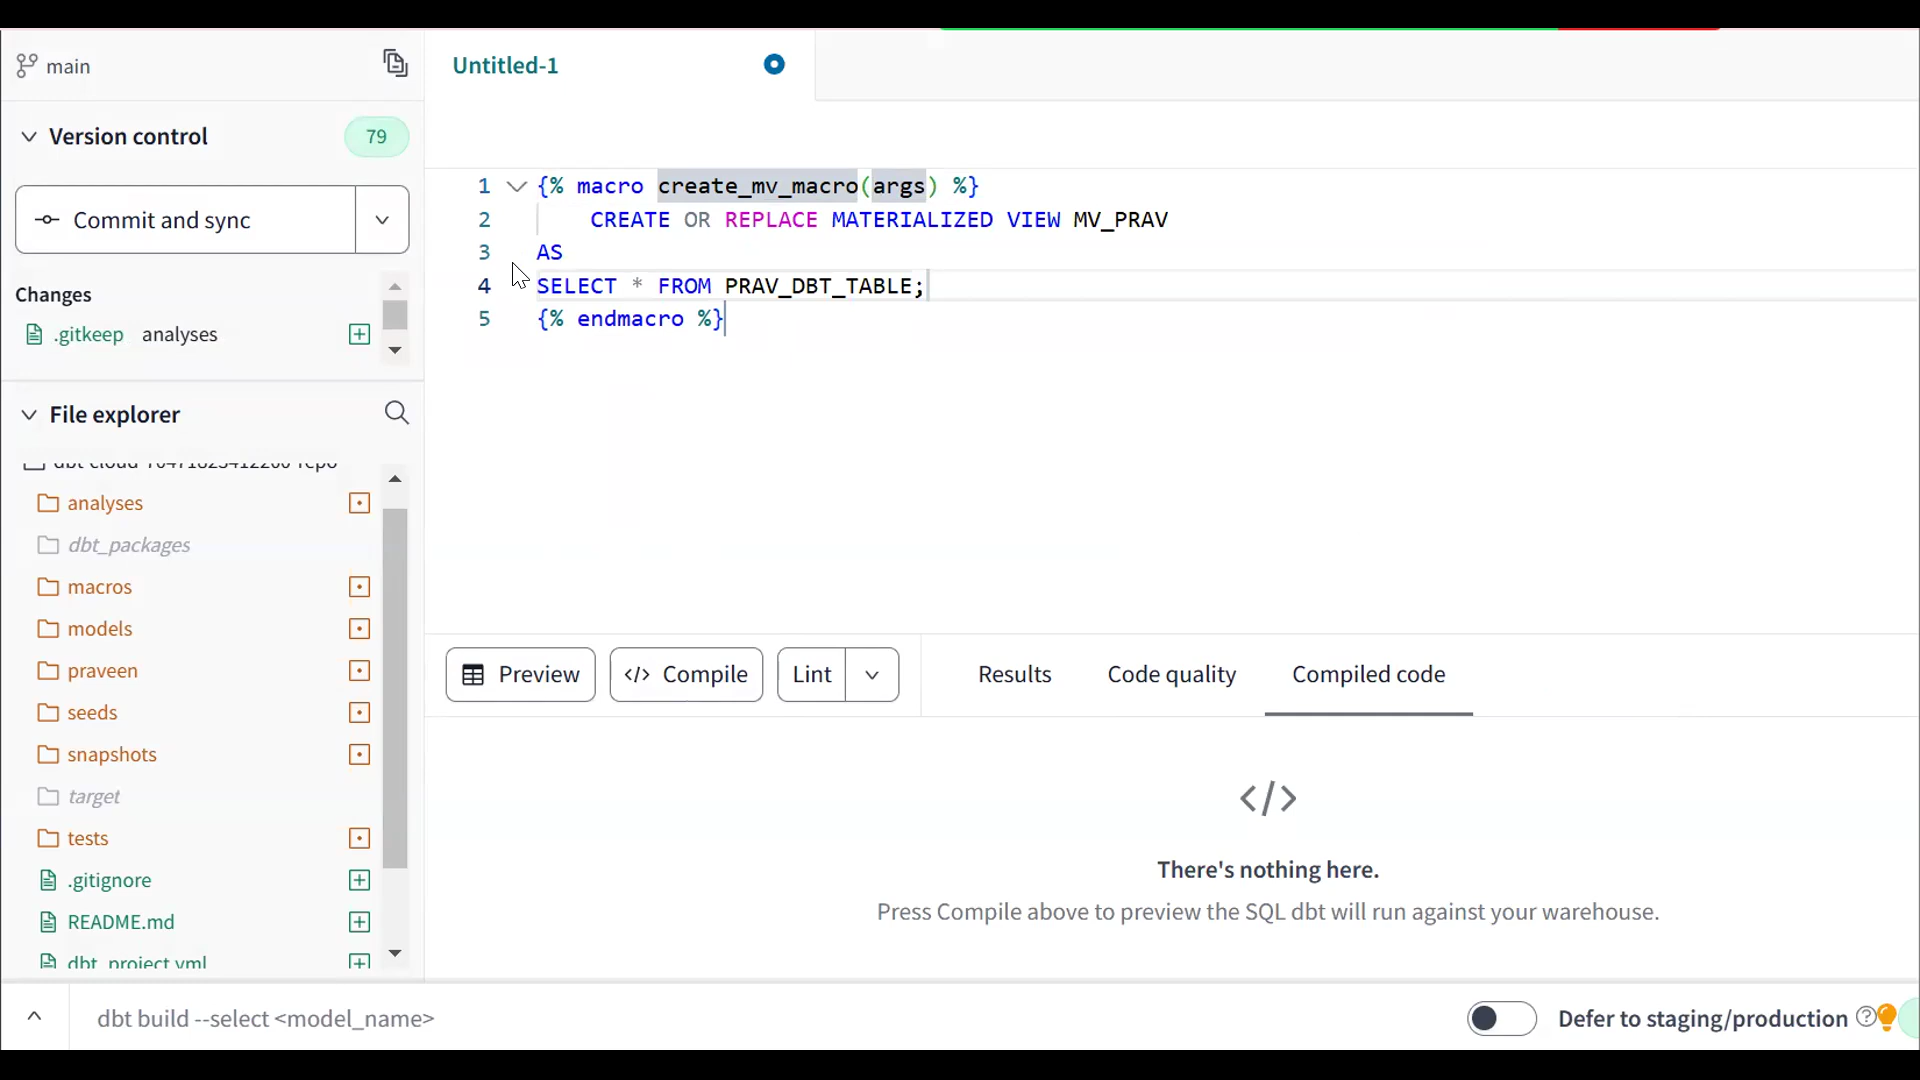 main
Untitled-1
Version control
79
Commit and sync
Changes
.gitkeep analyses
File explorer
analyses
dbt_packages
macros
models
praveen
seeds
snapshots
target
tests
.gitignore
README.md
dbt_project.yml
1 {% macro create_mv_macro(args) %}
2 CREATE OR REPLACE MATERIALIZED VIEW MV_PRAV
3 AS
4 SELECT * FROM PRAV_DBT_TABLE;
5 {% endmacro %}
Preview
</> Compile
Lint
Results
Code quality
Compiled code
</>
There's nothing here.
Press Compile above to preview the SQL dbt will run against your warehouse.
dbt build --select <model_name>
Defer to staging/production